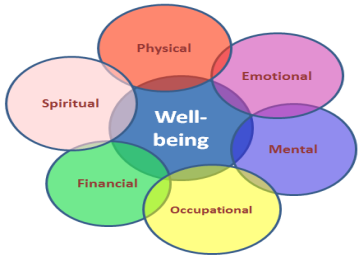 Physical
Emotional
Spiritual
Well-
being
Mental
Financial
Occupational